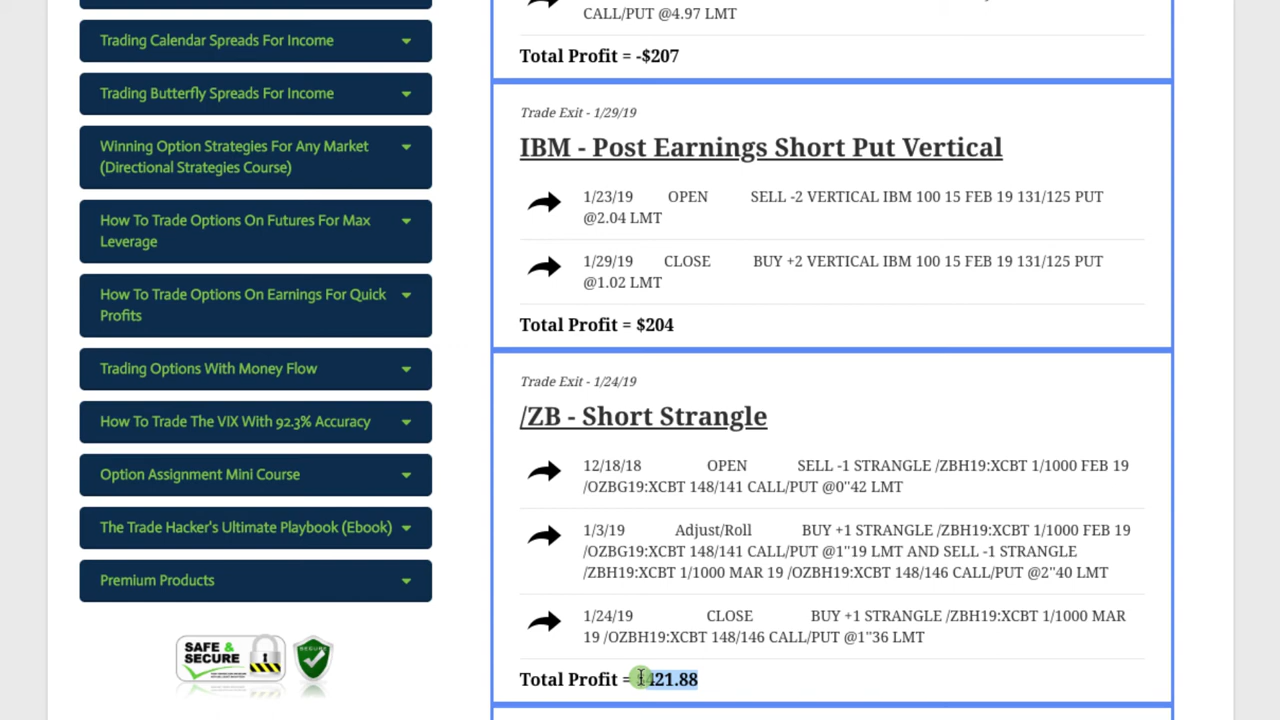 Trading Calendar Spreads For Income
Trading Butterfly Spreads For Income
Winning Option Strategies For Any Market
(Directional Strategies Course)
How To Trade Options On Futures For Max
Leverage
How To Trade Options On Earnings For Quick
Profits
Trading Options With Money Flow
How To Trade The VIX With 92.3% Accuracy
Option Assignment Mini Course
The Trade Hacker's Ultimate Playbook (Ebook)
Premium Products
SAFE &
SECURE
CALL/PUT @4.97 LMT
Total Profit = -$207
Trade Exit - 1/29/19
IBM - Post Earnings Short Put Vertical
1/23/19 OPEN SELL -2 VERTICAL IBM 100 15 FEB 19 131/125 PUT
@2.04 LMT
1/29/19 CLOSE BUY +2 VERTICAL IBM 100 15 FEB 19 131/125 PUT
@1.02 LMT
Total Profit = $204
Trade Exit - 1/24/19
/ZB - Short Strangle
12/18/18 OPEN SELL -1 STRANGLE /ZBH19:XCBT 1/1000 FEB 19
/OZBG19:XCBT 148/141 CALL/PUT @0"42 LMT
1/3/19 Adjust/Roll BUY +1 STRANGLE /ZBH19:XCBT 1/1000 FEB 19
/OZBG19:XCBT 148/141 CALL/PUT @1"19 LMT AND SELL -1 STRANGLE
/ZBH19:XCBT 1/1000 MAR 19 /OZBH19:XCBT 148/146 CALL/PUT @2"40 LMT
1/24/19 CLOSE BUY +1 STRANGLE /ZBH19:XCBT 1/1000 MAR
19 /OZBH19:XCBT 148/146 CALL/PUT @1"36 LMT
Total Profit =